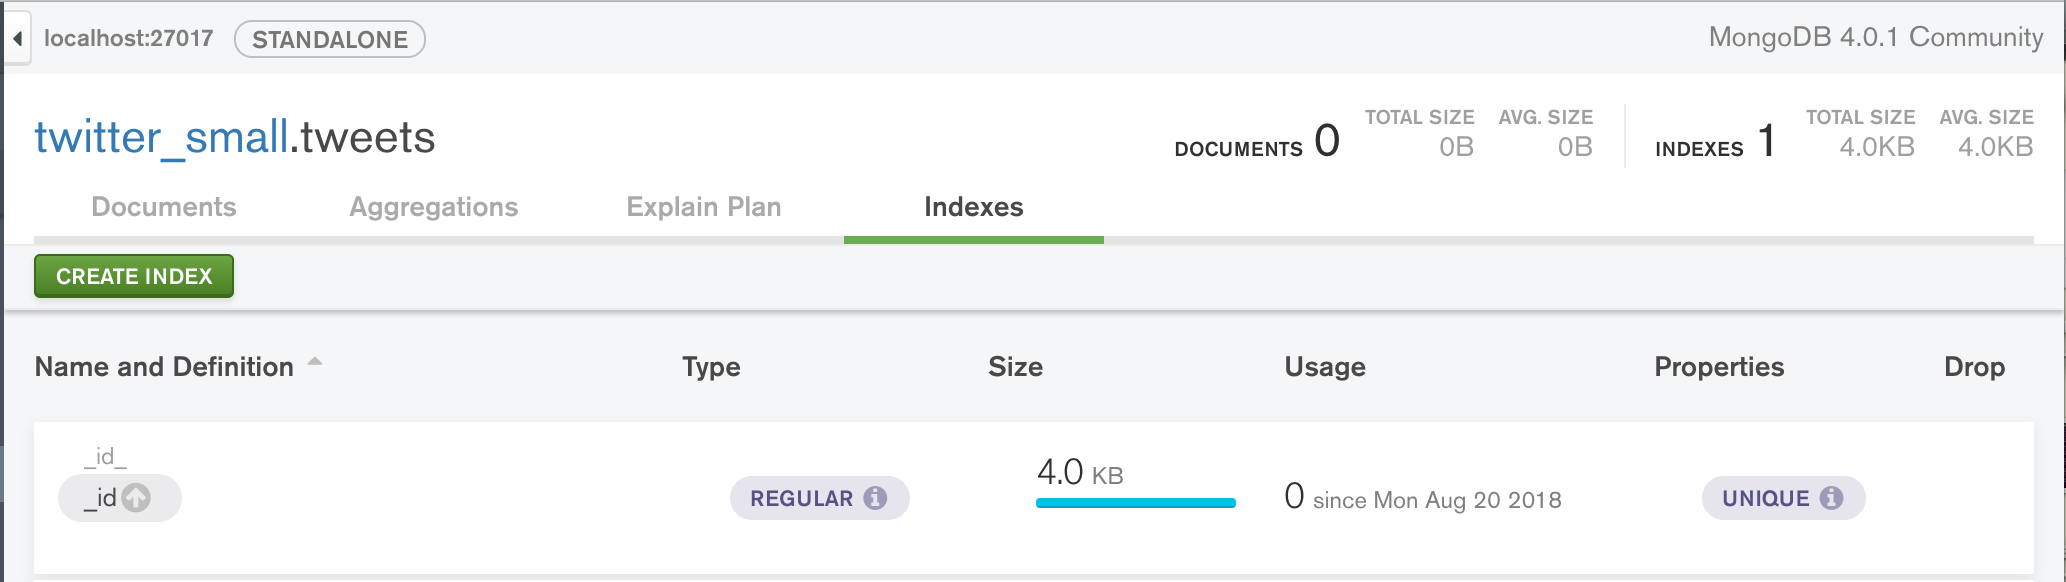 localhost:27017 STANDALONE MongoDB 4.0.1 Community
twitter_small.tweets
DOCUMENTS 0 TOTAL SIZE 0B AVG. SIZE 0B
INDEXES 1 TOTAL SIZE 4.0KB AVG. SIZE 4.0KB
Documents Aggregations Explain Plan Indexes
CREATE INDEX
Name and Definition Type Size Usage Properties Drop
_id_
_id REGULAR 4.0 KB 0 since Mon Aug 20 2018 UNIQUE